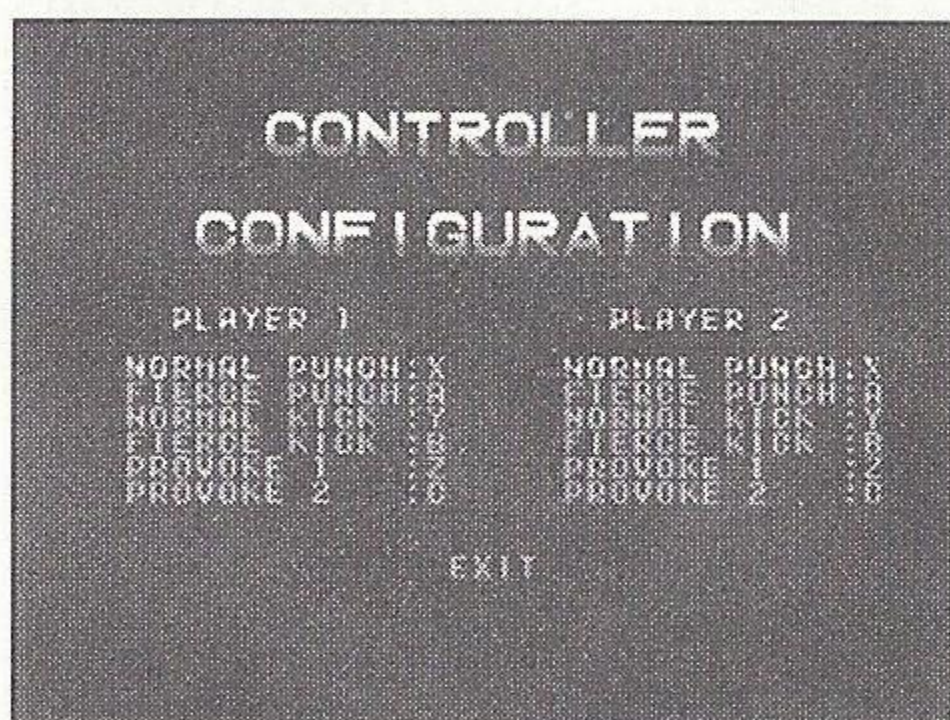 CONTROLLER
CONFIGURATION
PLAYER 1
NORMAL PUNCH:X
FIERCE PUNCH:A
NORMAL KICK :Y
FIERCE KICK :B
PROVOKE 1 :Z
PROVOKE 2 :C
PLAYER 2
NORMAL PUNCH:X
FIERCE PUNCH:A
NORMAL KICK :Y
FIERCE KICK :B
PROVOKE 1 :Z
PROVOKE 2 :C
EXIT